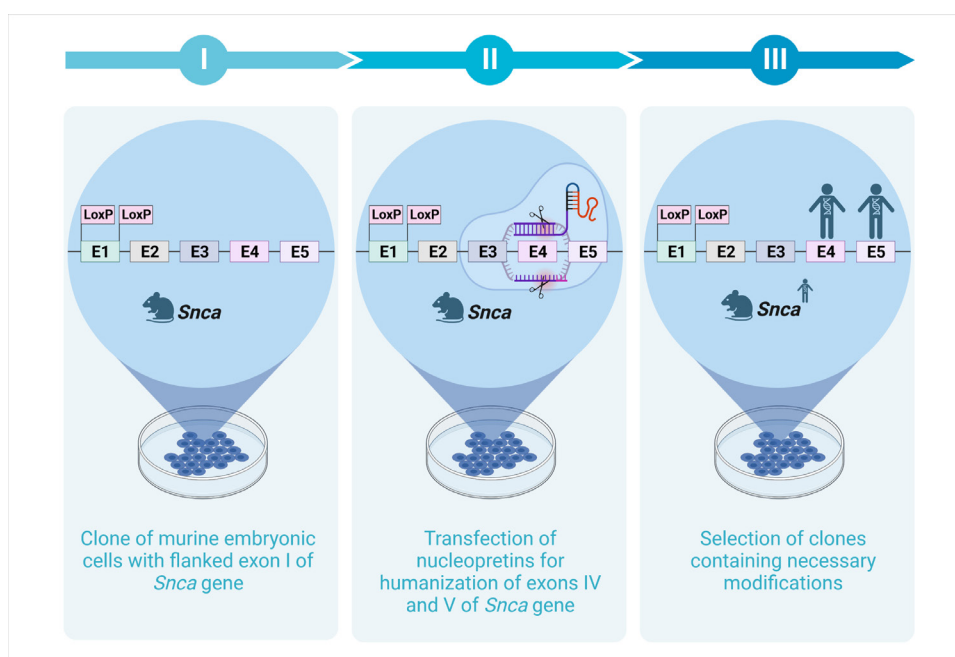 I
II
III
LoxP LoxP
E1 E2 E3 E4 E5
Snca
LoxP LoxP
E1 E2 E3 E4 E5
Snca
LoxP LoxP
E1 E2 E3 E4 E5
Snca
Clone of murine embryonic
cells with flanked exon I of
Snca gene
Transfection of
nucleopretins for
humanization of exons IV
and V of Snca gene
Selection of clones
containing necessary
modifications